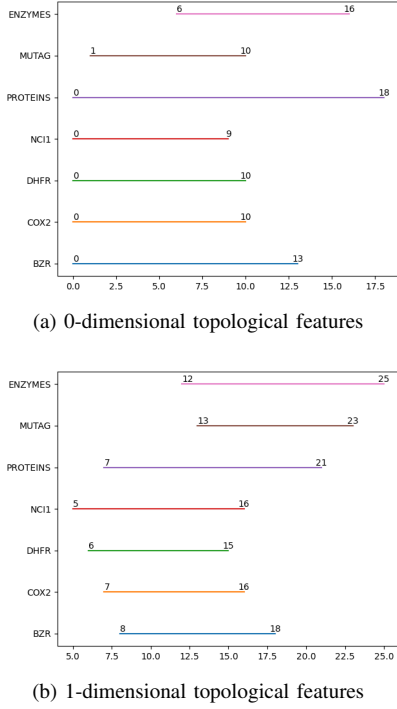 ENZYMES 6 16
MUTAG 1 10
PROTEINS 0 18
NCI1 0 9
DHFR 0 10
COX2 0 10
BZR 0 13
0.0 2.5 5.0 7.5 10.0 12.5 15.0 17.5
(a) 0-dimensional topological features
ENZYMES 12 25
MUTAG 13 23
PROTEINS 7 21
NCI1 5 16
DHFR 6 15
COX2 7 16
BZR 8 18
5.0 7.5 10.0 12.5 15.0 17.5 20.0 22.5 25.0
(b) 1-dimensional topological features